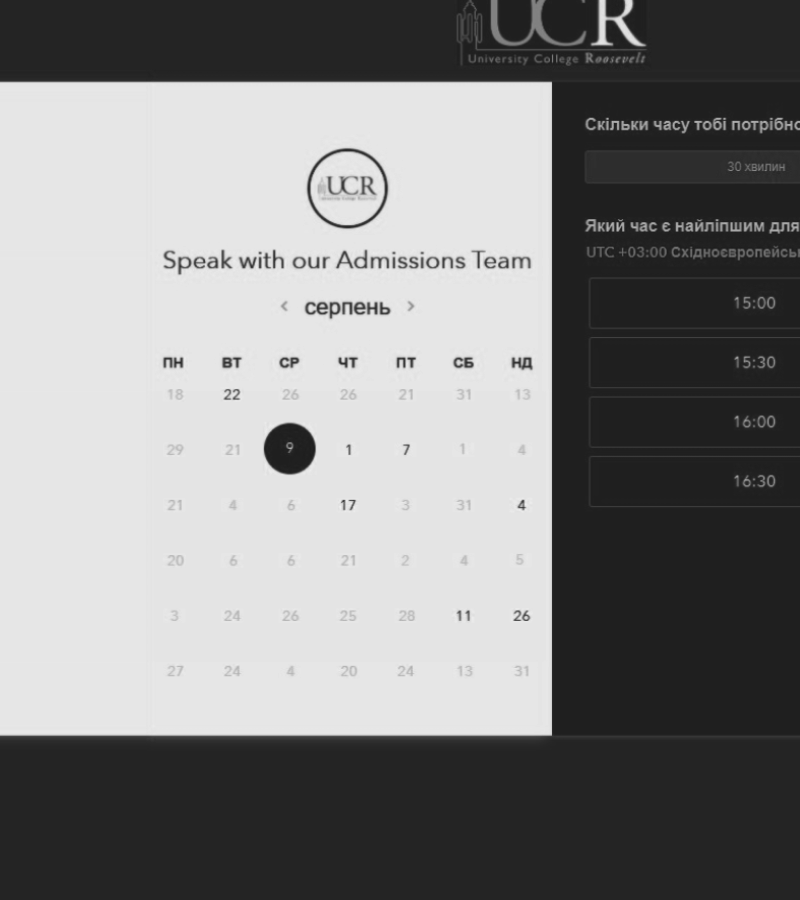 UCR
University College Roosevelt
UCR
Speak with our Admissions Team
< серпень >
ПН ВТ СР ЧТ ПТ СБ НД
18 22 26 26 21 31 13
29 21 9 1 7 1 4
21 4 6 17 3 31 4
20 6 6 21 2 4 5
3 24 26 25 28 11 26
27 24 4 20 24 13 31
Скільки часу тобі потрібно
30 хвилин
Який час є найліпшим для
UTC +03:00 Східноєвропейсь
15:00
15:30
16:00
16:30